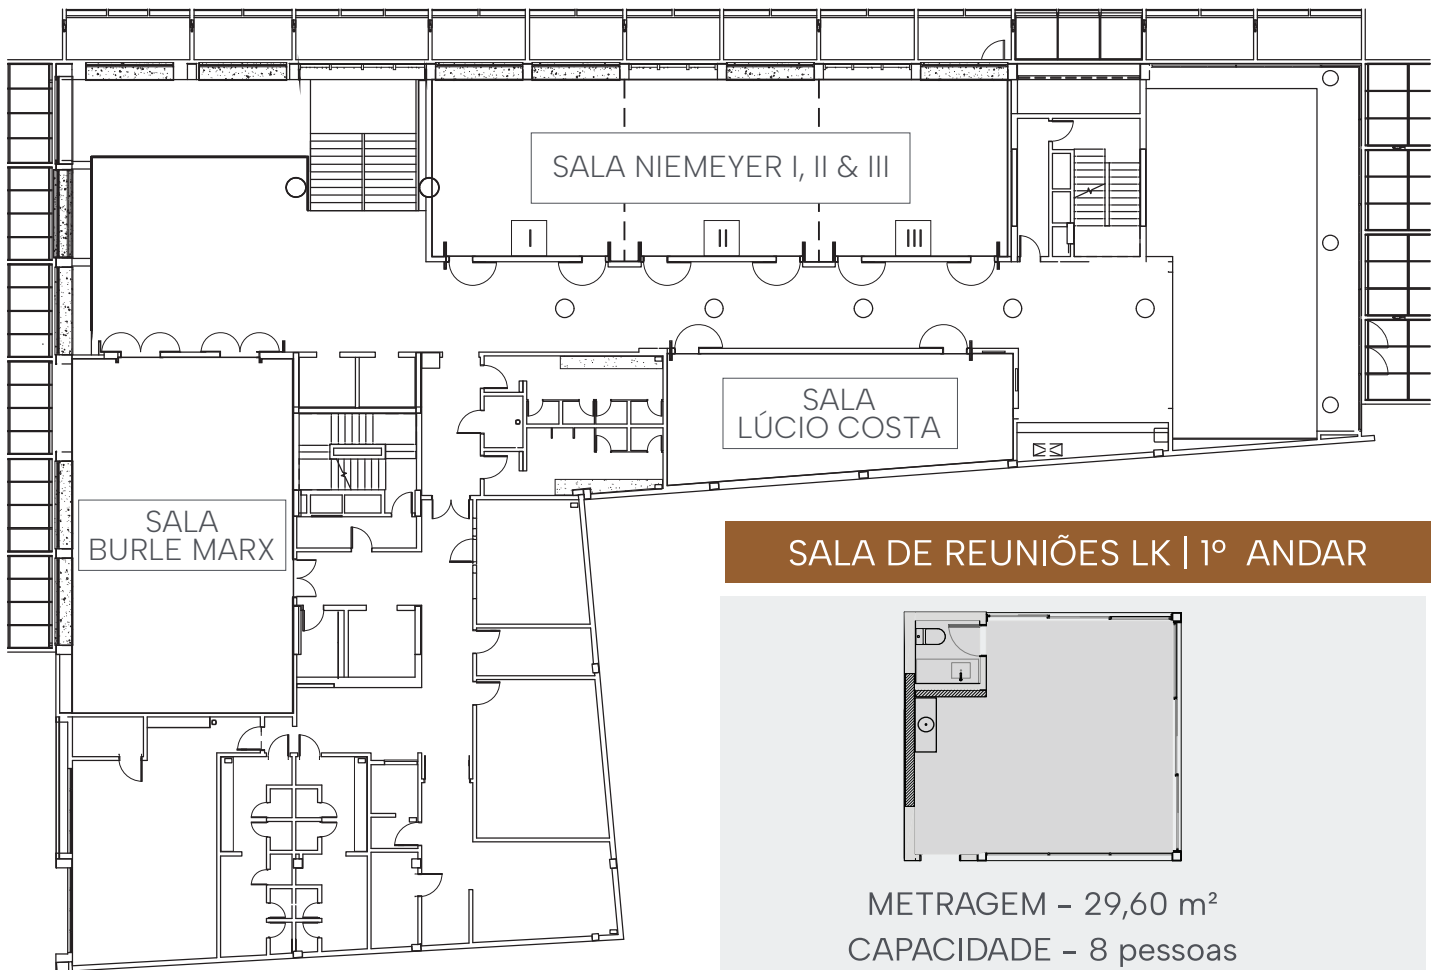 SALA NIEMEYER I, II & III
I
II
III
SALA
LÚCIO COSTA
SALA
BURLE MARX
SALA DE REUNIÕES LK | 1º ANDAR
METRAGEM - 29,60 m²
CAPACIDADE - 8 pessoas